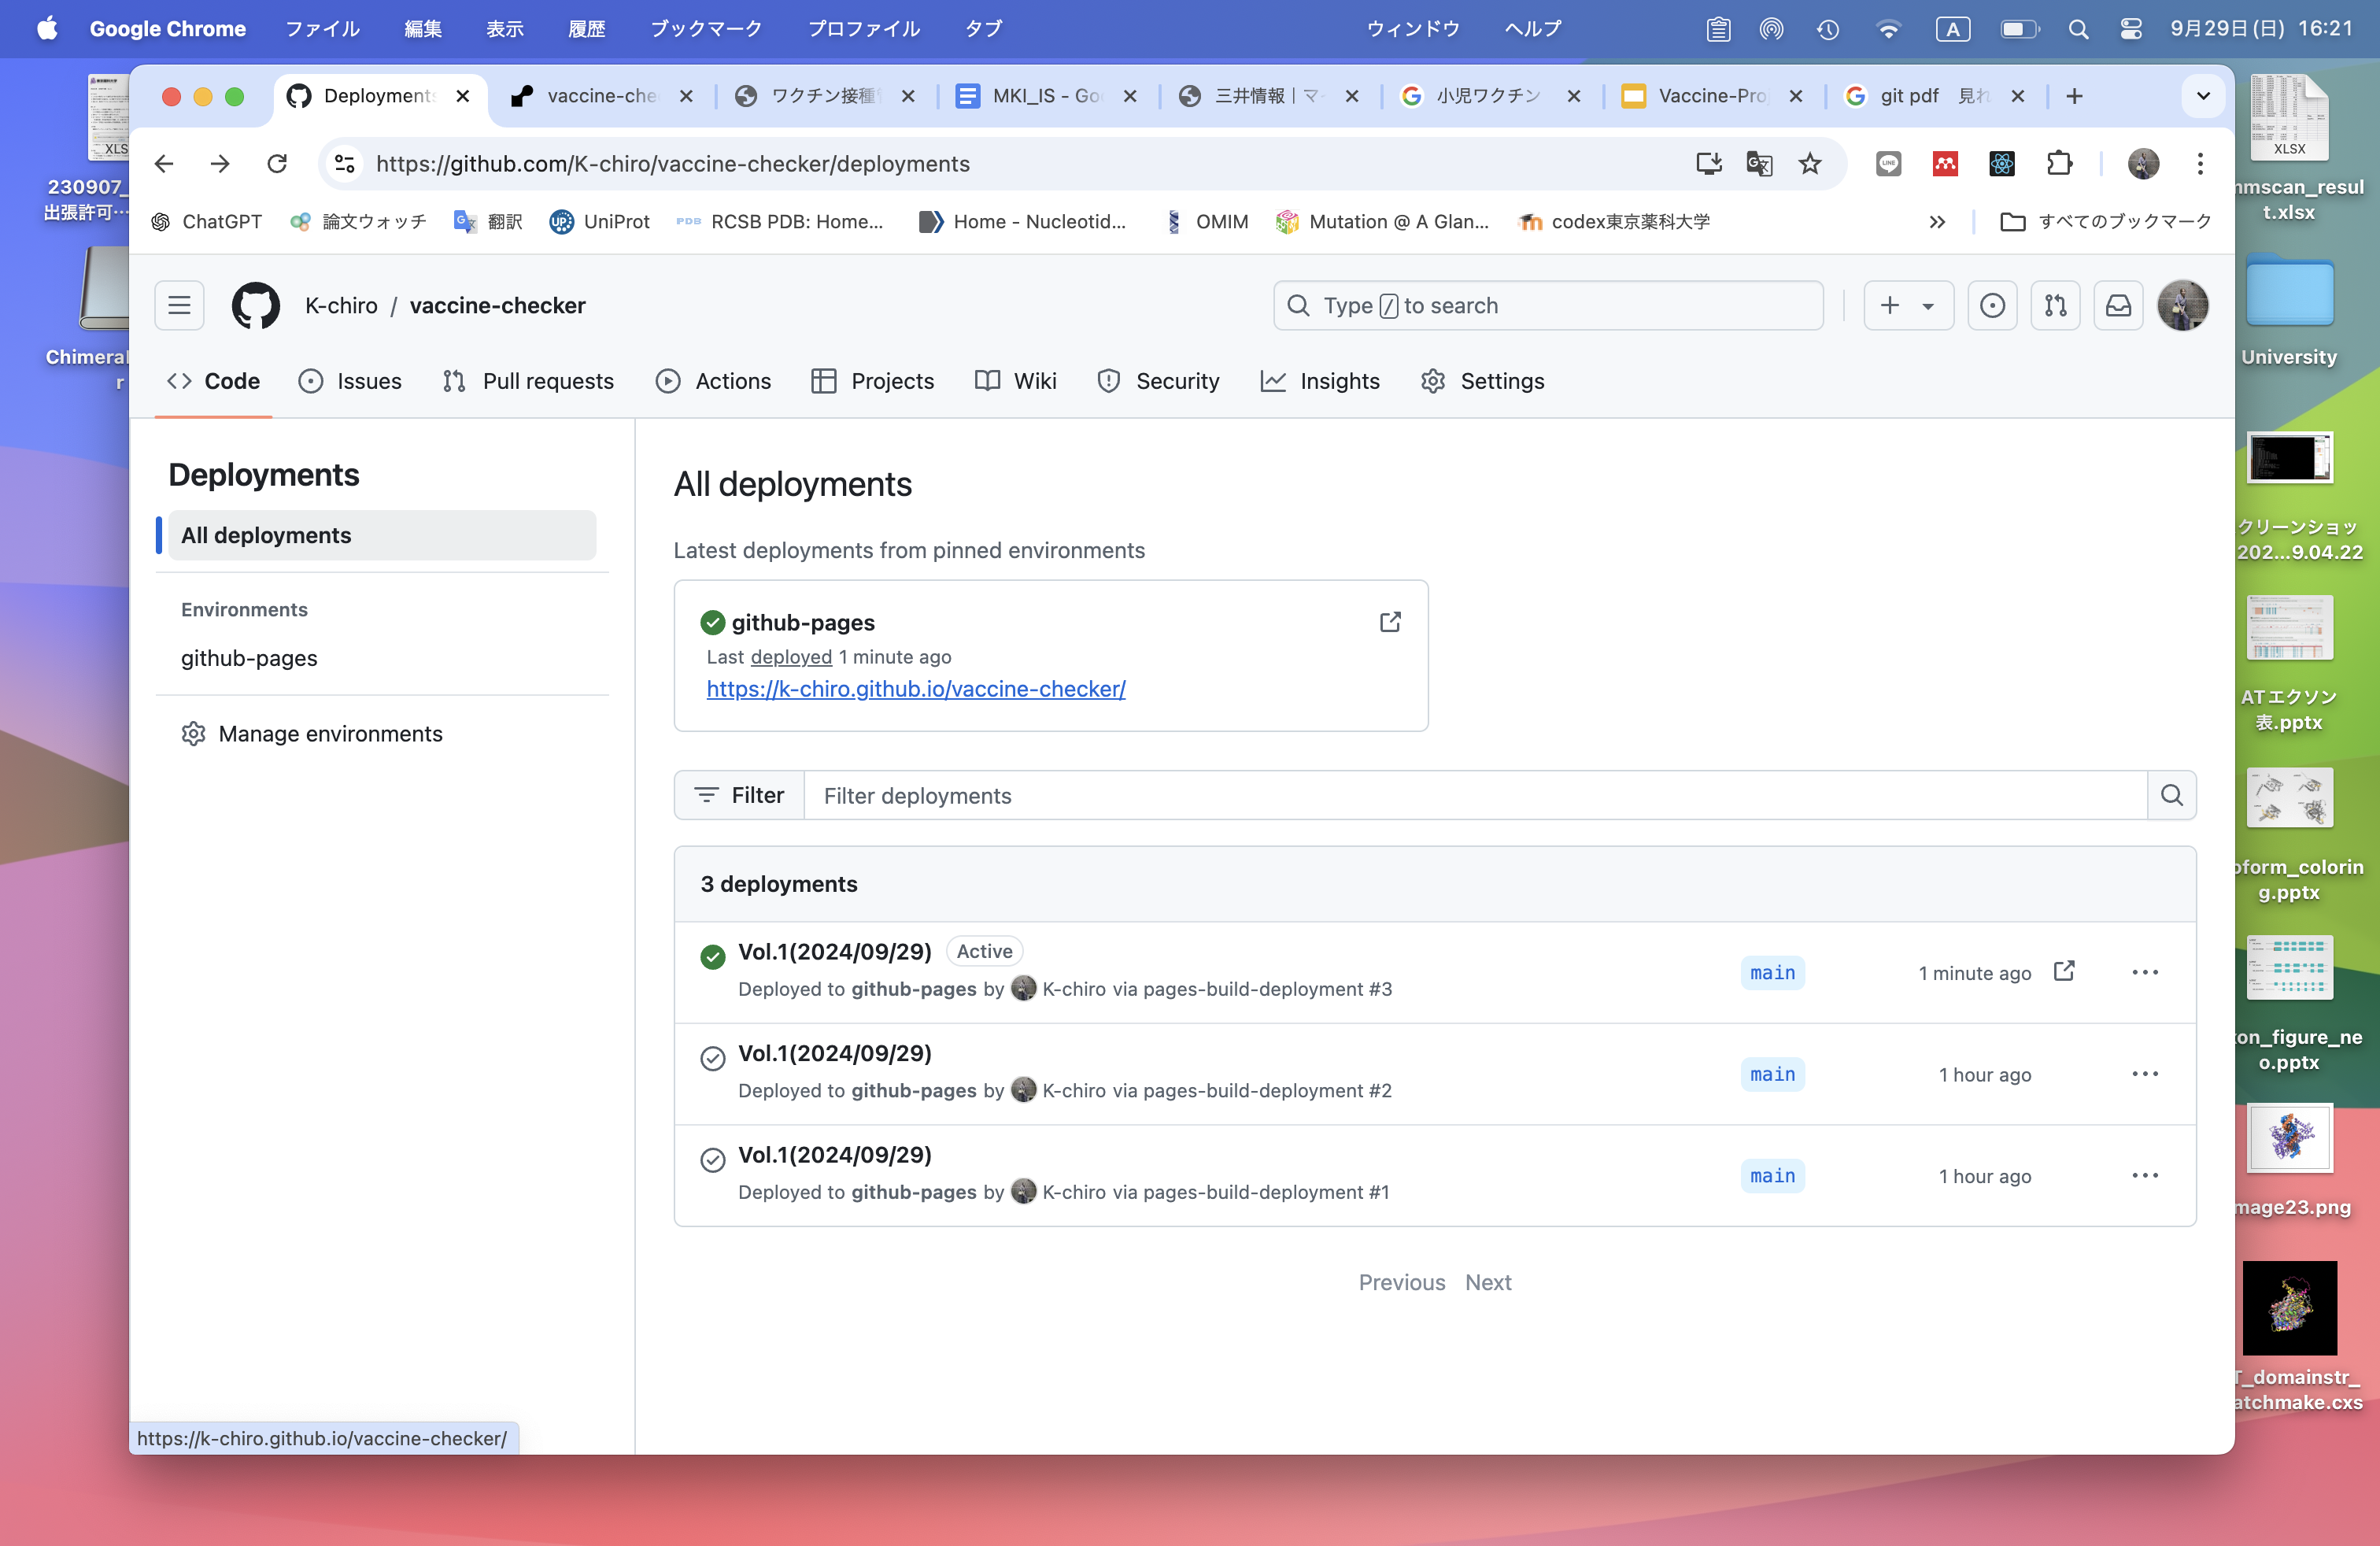 Google Chrome ファイル 編集 表示 履歴 ブックマーク プロファイル タブ ウィンドウ ヘルプ A 9月29日(日) 16:21
Deployments vaccine-che ワクチン接種 MKI_IS - Go 三井情報｜マ 小児ワクチン Vaccine-Pro git pdf 見れ
https://github.com/K-chiro/vaccine-checker/deployments
ChatGPT 論文ウォッチ 翻訳 UniProt RCSB PDB: Home... Home - Nucleotid... OMIM Mutation @ A Glan... codex東京薬科大学 すべてのブックマーク
K-chiro / vaccine-checker
Type / to search
Code Issues Pull requests Actions Projects Wiki Security Insights Settings
Deployments
All deployments
Environments
github-pages
Manage environments
All deployments
Latest deployments from pinned environments
github-pages
Last deployed 1 minute ago
https://k-chiro.github.io/vaccine-checker/
Filter Filter deployments
3 deployments
Vol.1(2024/09/29) Active
Deployed to github-pages by K-chiro via pages-build-deployment #3
main 1 minute ago
Vol.1(2024/09/29)
Deployed to github-pages by K-chiro via pages-build-deployment #2
main 1 hour ago
Vol.1(2024/09/29)
Deployed to github-pages by K-chiro via pages-build-deployment #1
main 1 hour ago
Previous Next
https://k-chiro.github.io/vaccine-checker/
XLS
230907_
出張許可…
Chimera
r
XLSX
mmscan_resul
t.xlsx
University
クリーンショッ
202...9.04.22
ATエクソン
表.pptx
oform_colorin
g.pptx
on_figure_ne
o.pptx
mage23.png
T_domainstr_
atchmake.cxs